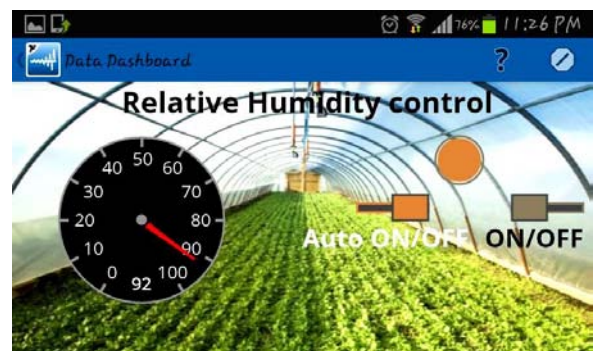 76% 11:26 PM
Data Dashboard ?
Relative Humidity control
50
40 60
30 70
20 80
10 90
0 92 100
Auto ON/OFF ON/OFF